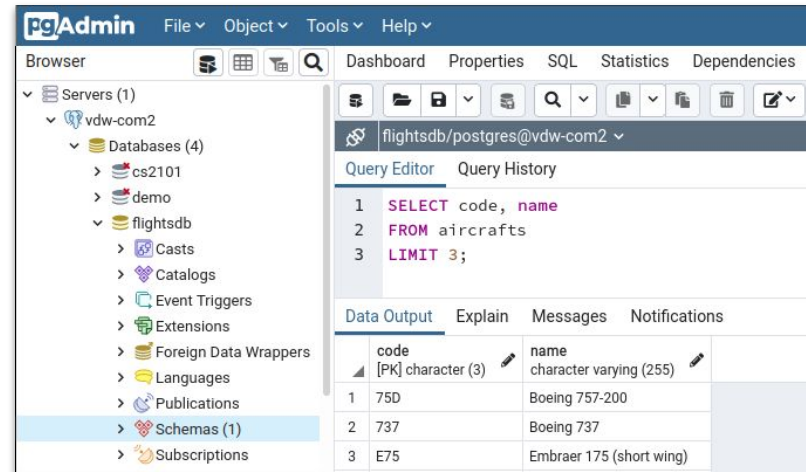 pgAdmin File Object Tools Help
Browser
Servers (1)
vdw-com2
Databases (4)
cs2101
demo
flightsdb
Casts
Catalogs
Event Triggers
Extensions
Foreign Data Wrappers
Languages
Publications
Schemas (1)
Subscriptions
Dashboard Properties SQL Statistics Dependencies
flightsdb/postgres@vdw-com2
Query Editor Query History
1 SELECT code, name
2 FROM aircrafts
3 LIMIT 3;
Data Output Explain Messages Notifications
code name
[PK] character (3) character varying (255)
1 75D Boeing 757-200
2 737 Boeing 737
3 E75 Embraer 175 (short wing)